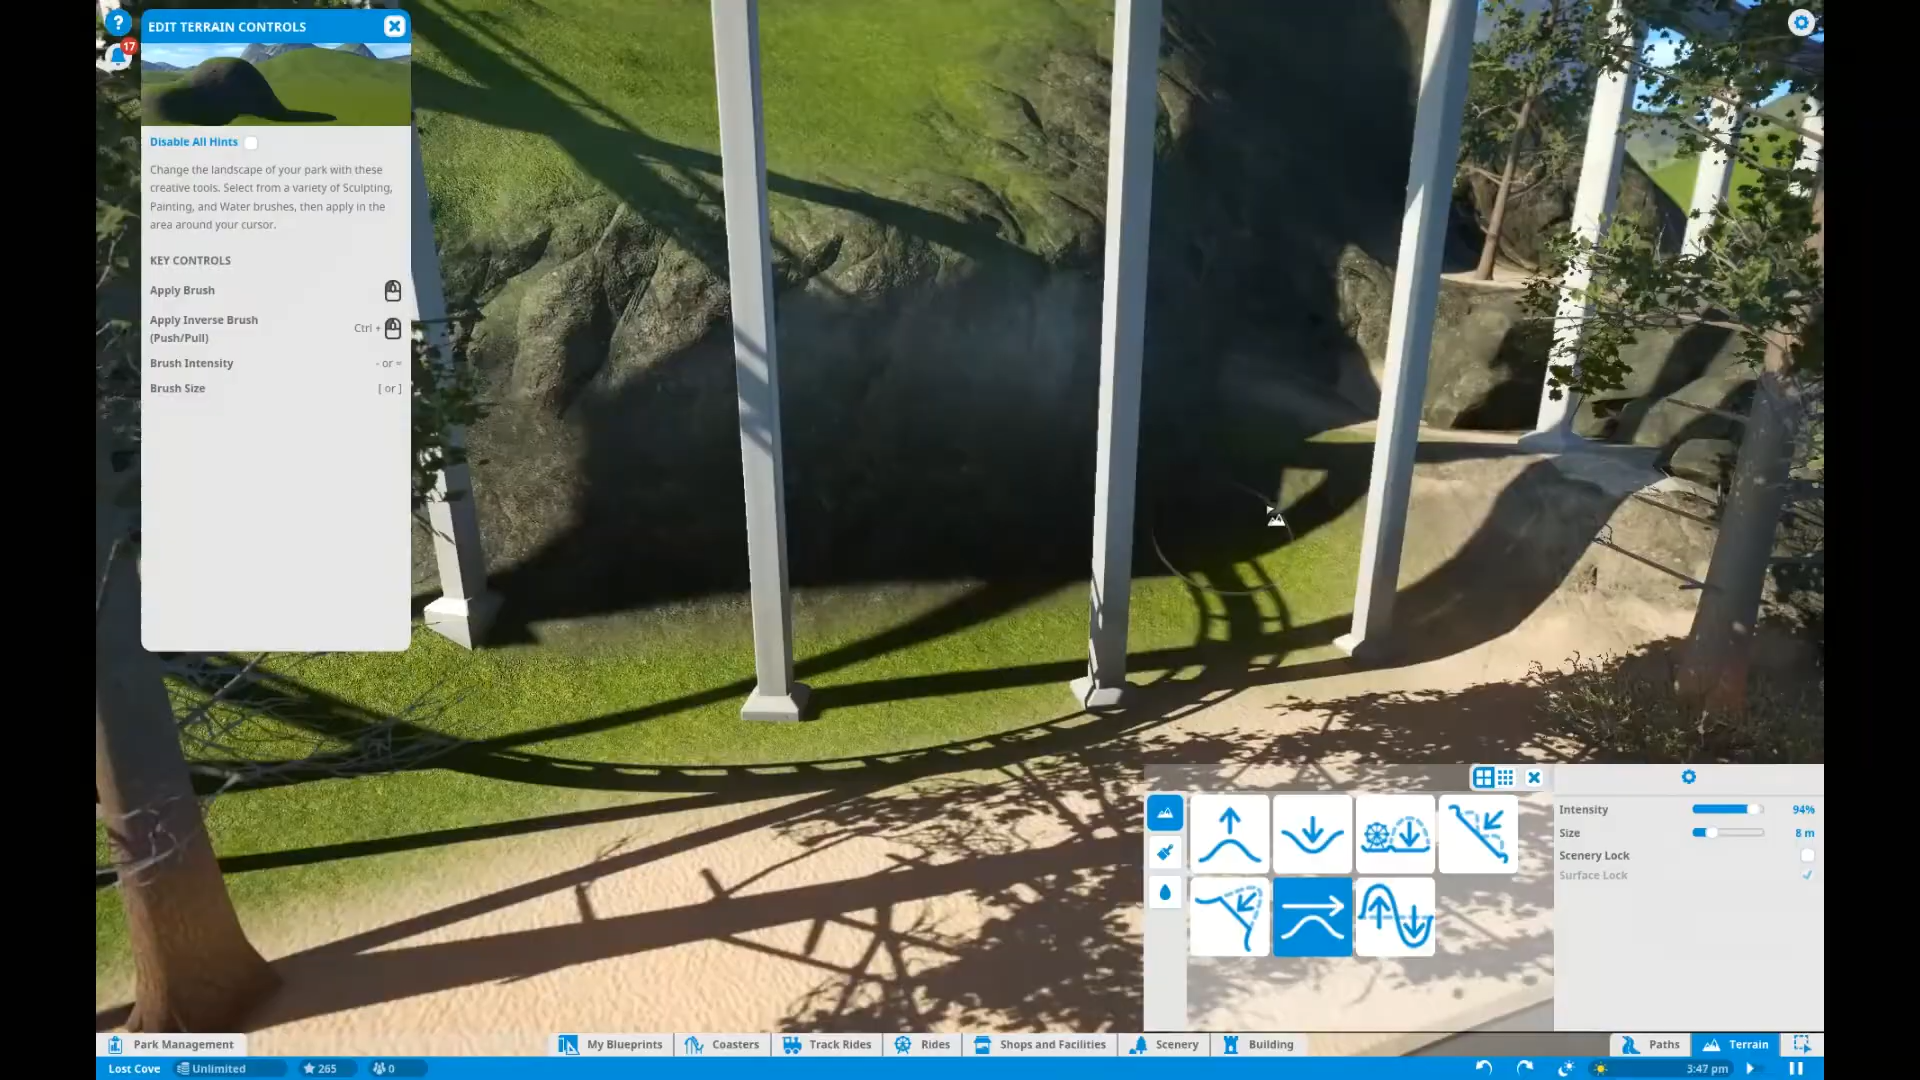 ?
EDIT TERRAIN CONTROLS
17
Disable All Hints
Change the landscape of your park with these
creative tools. Select from a variety of Sculpting,
Painting, and Water brushes, then apply in the
area around your cursor.
KEY CONTROLS
Apply Brush
Apply Inverse Brush
(Push/Pull)
Ctrl +
Brush Intensity
- or =
Brush Size
[ or ]
Intensity
94%
Size
8 m
Scenery Lock
Surface Lock
Park Management
My Blueprints
Coasters
Track Rides
Rides
Shops and Facilities
Scenery
Building
Paths
Terrain
Lost Cove
Unlimited
265
0
3:47 pm